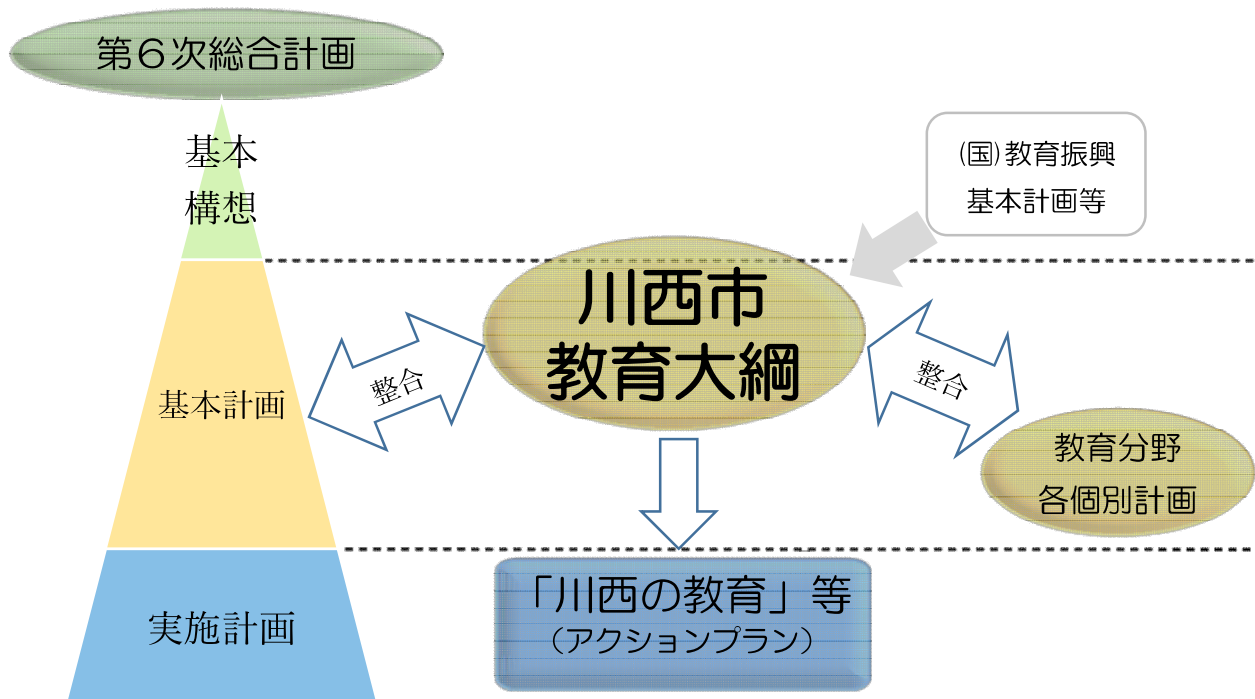 第６次総合計画
基本
構想
(国)教育振興
基本計画等
川西市
教育大綱
整合
整合
基本計画
教育分野
各個別計画
「川西の教育」等
（アクションプラン）
実施計画